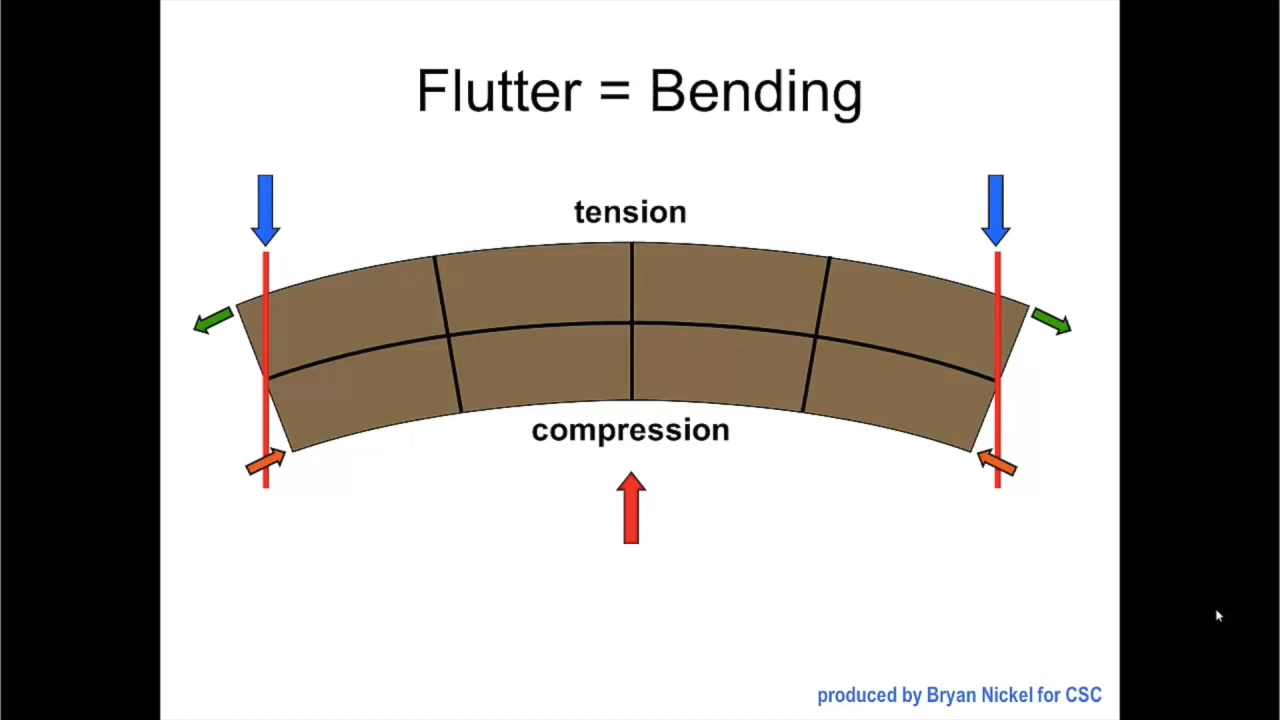 Flutter = Bending
tension
compression
produced by Bryan Nickel for CSC